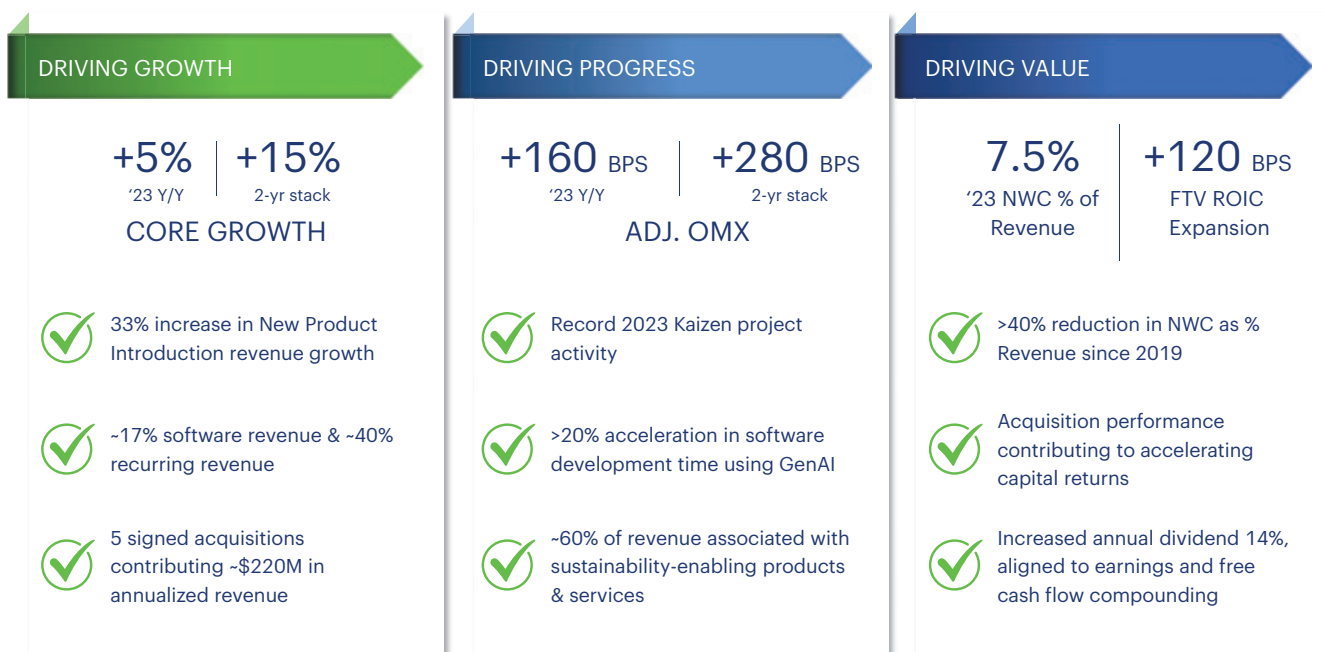 DRIVING GROWTH
+5%
+15%
‘23 Y/Y
2-yr stack
CORE GROWTH
33% increase in New Product
Introduction revenue growth
~17% software revenue & ~40%
recurring revenue
5 signed acquisitions
contributing ~$220M in
annualized revenue
DRIVING PROGRESS
+160 BPS
+280 BPS
‘23 Y/Y
2-yr stack
ADJ. OMX
Record 2023 Kaizen project
activity
>20% acceleration in software
development time using GenAI
~60% of revenue associated with
sustainability-enabling products
& services
DRIVING VALUE
7.5%
‘23 NWC % of
Revenue
+120 BPS
FTV ROIC
Expansion
>40% reduction in NWC as %
Revenue since 2019
Acquisition performance
contributing to accelerating
capital returns
Increased annual dividend 14%,
aligned to earnings and free
cash flow compounding